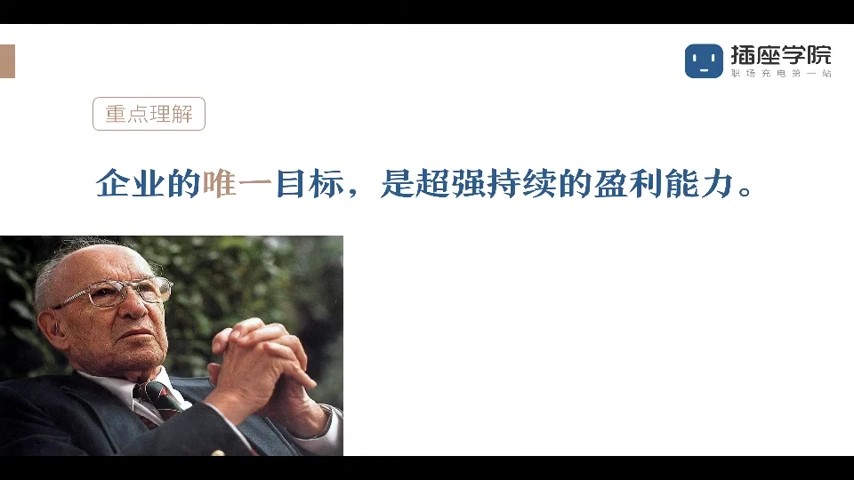 插座学院
职场充电第一站
重点理解
企业的唯一目标，是超强持续的盈利能力。